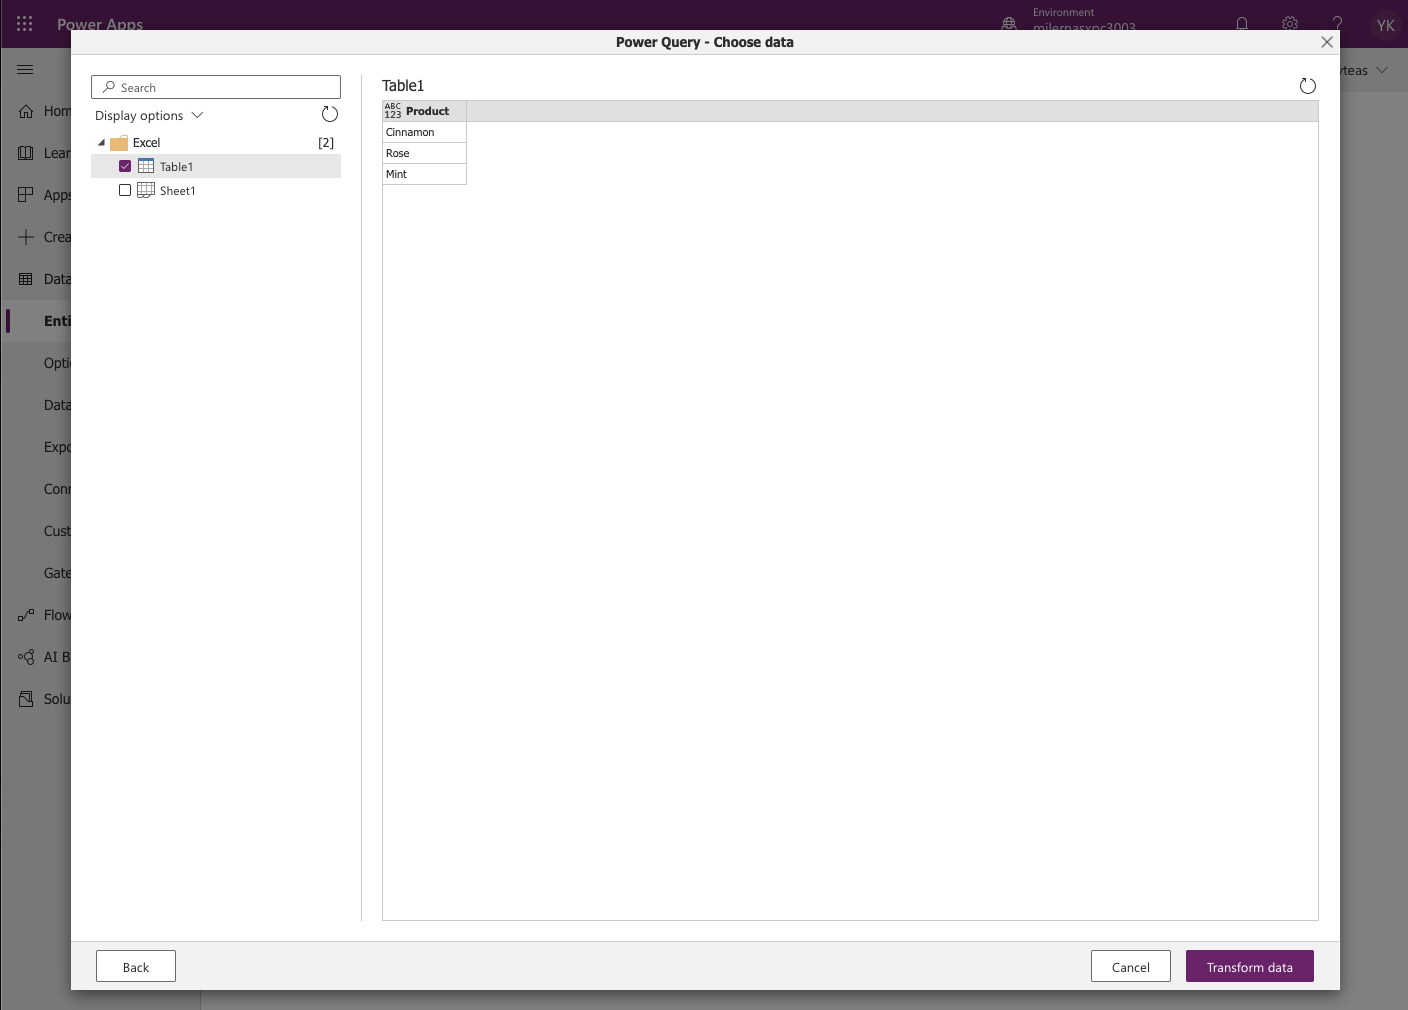 Power Apps
Environment
milernasxpc3003
YK
Power Query - Choose data
Search
Display options
Excel
[2]
Table1
Sheet1
Table1
ABC
123
Product
Cinnamon
Rose
Mint
Hom
Lear
Apps
Crea
Data
Enti
Opti
Data
Expo
Conn
Cust
Gate
Flow
AI B
Solu
teas
Back
Cancel
Transform data